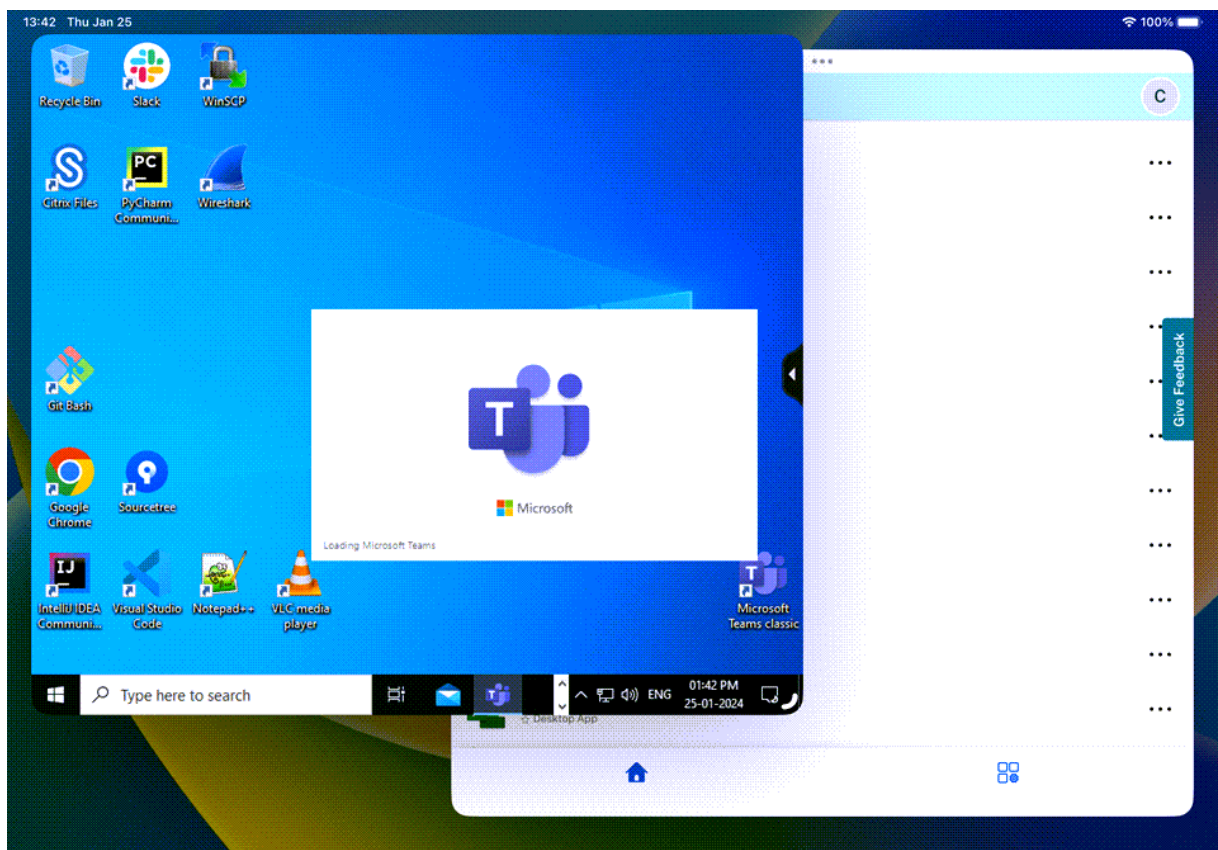 13:42 Thu Jan 25
100%
Recycle Bin
Slack
WinSCP
C
Citrix Files
PC
PyCharm
Communi...
Wireshark
Give Feedback
Git Bash
T
Microsoft
Loading Microsoft Teams
Google
Chrome
Sourcetree
IJ
IntelliJ IDEA
Communi...
Visual Studio
Code
Notepad++
VLC media
player
T
Microsoft
Teams classic
Type here to search
T
ENG
01:42 PM
25-01-2024
Desktop App